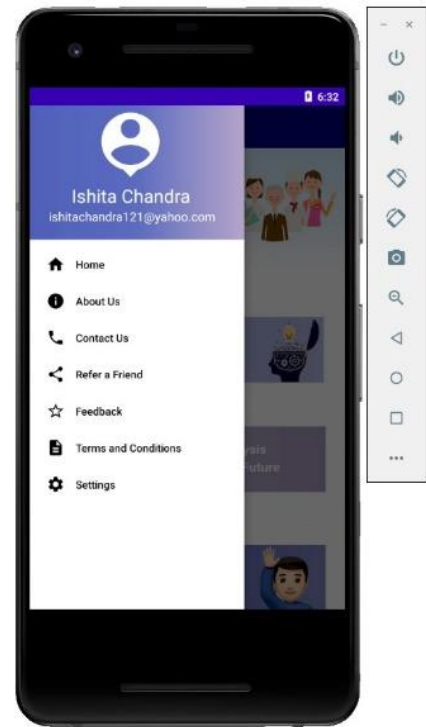 6:32
Ishita Chandra
ishitachandra121@yahoo.com
Home
About Us
Contact Us
Refer a Friend
Feedback
Terms and Conditions
Settings
Future